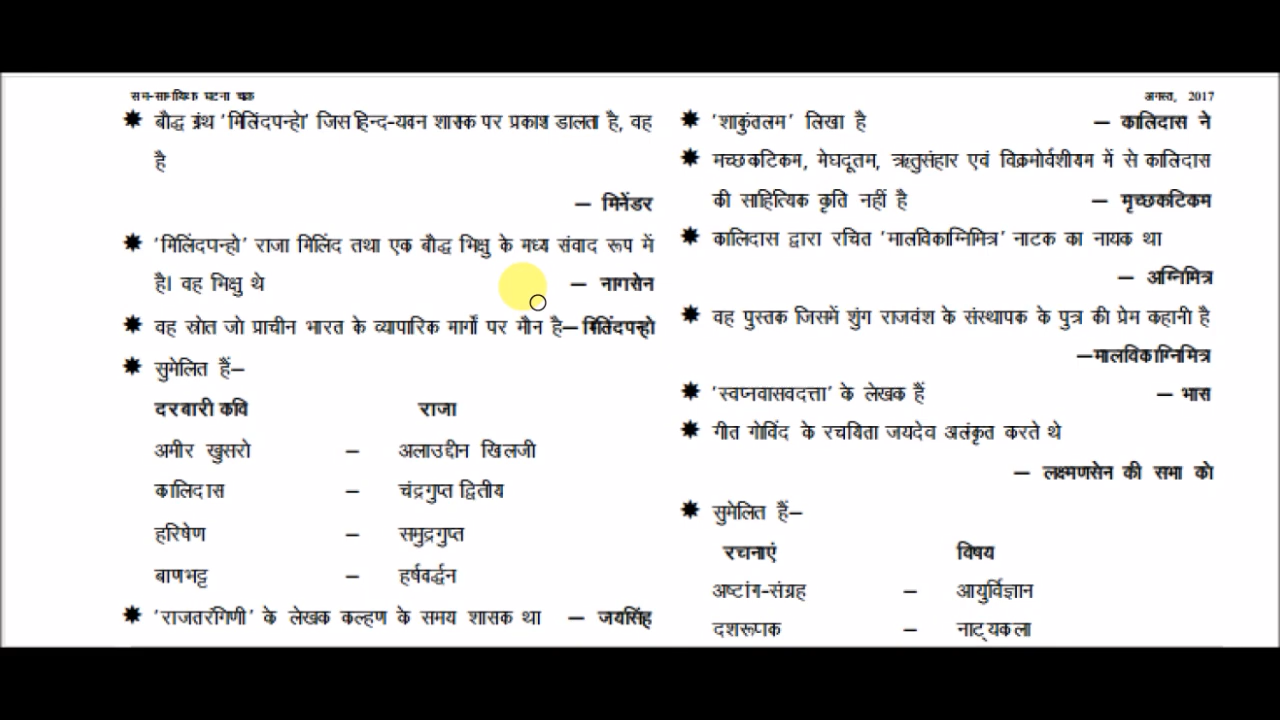 सम-सामयिक घटना चक्र
अगस्त, 2017
✷ बौद्ध ग्रंथ 'मिलिंदपन्हो' जिस हिन्द-यवन शासक पर प्रकाश डालता है, वह
है
– मिनेंडर
✷ 'मिलिंदपन्हो' राजा मिलिंद तथा एक बौद्ध भिक्षु के मध्य संवाद रूप में
है। वह भिक्षु थे – नागसेन
✷ वह स्रोत जो प्राचीन भारत के व्यापारिक मार्गों पर मौन है– मिलिंदपन्हो
✷ सुमेलित हैं–
दरबारी कवि राजा
अमीर खुसरो – अलाउद्दीन खिलजी
कालिदास – चंद्रगुप्त द्वितीय
हरिषेण – समुद्रगुप्त
बाणभट्ट – हर्षवर्द्धन
✷ 'राजतरंगिणी' के लेखक कल्हण के समय शासक था – जयसिंह
✷ 'शाकुंतलम' लिखा है – कालिदास ने
✷ मच्छकटिकम, मेघदूतम, ऋतुसंहार एवं विक्रमोर्वशीयम में से कालिदास
की साहित्यिक कृति नहीं है – मृच्छकटिकम
✷ कालिदास द्वारा रचित 'मालविकाग्निमित्र' नाटक का नायक था
– अग्निमित्र
✷ वह पुस्तक जिसमें शुंग राजवंश के संस्थापक के पुत्र की प्रेम कहानी है
–मालविकाग्निमित्र
✷ 'स्वप्नवासवदत्ता' के लेखक हैं – भास
✷ गीत गोविंद के रचयिता जयदेव अलंकृत करते थे
– लक्ष्मणसेन की सभा को
✷ सुमेलित हैं–
रचनाएं विषय
अष्टांग-संग्रह – आयुर्विज्ञान
दशरूपक – नाट्यकला